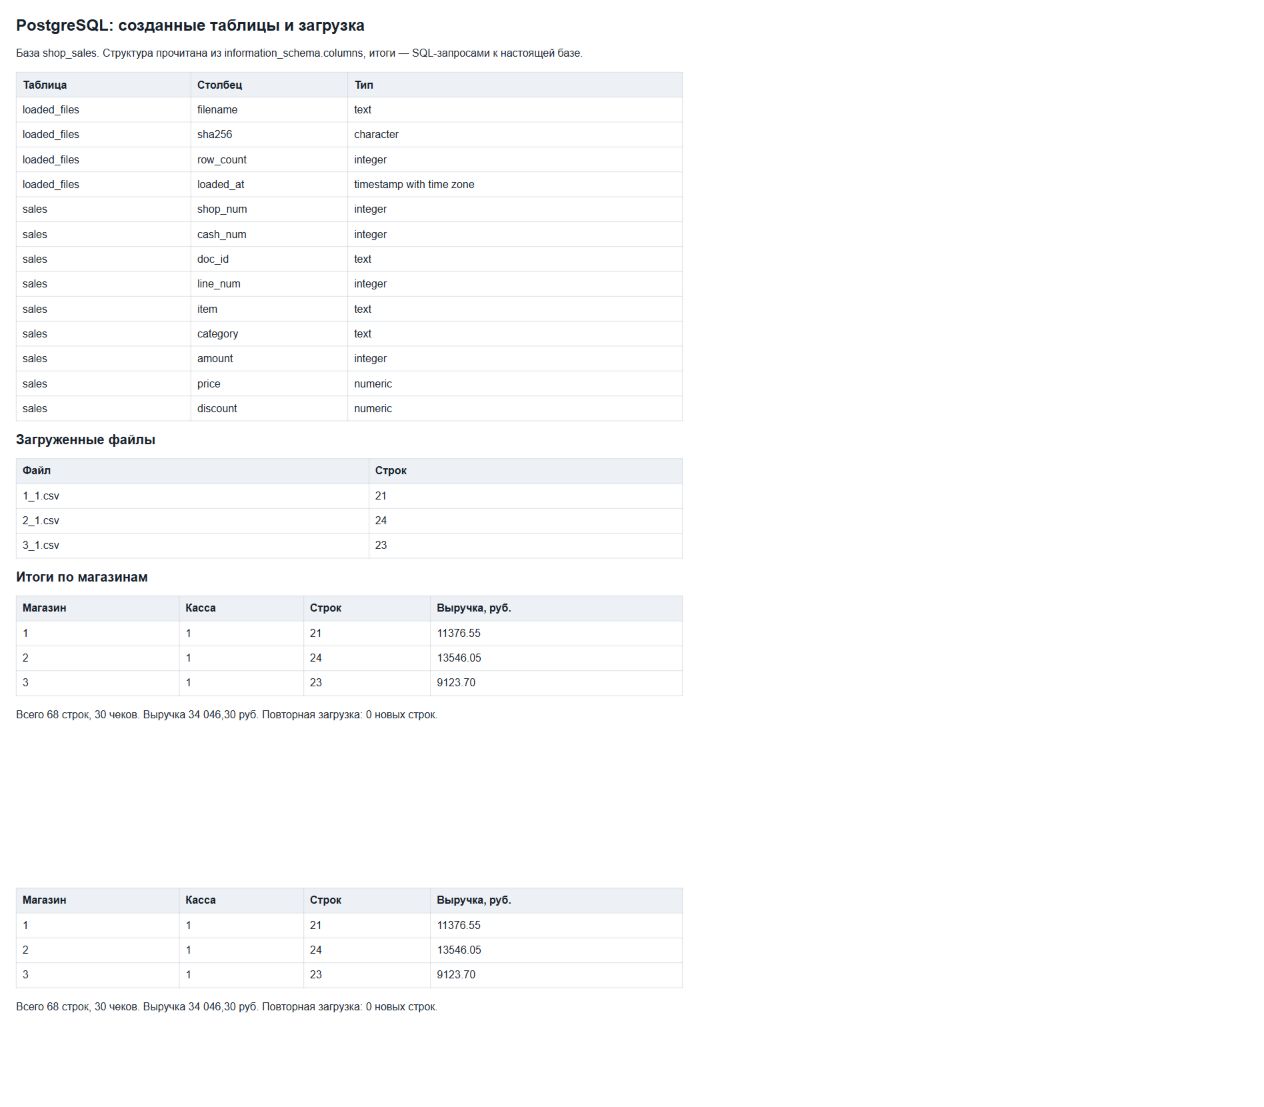 PostgreSQL: созданные таблицы и загрузка
База shop_sales. Структура прочитана из information_schema.columns, итоги — SQL-запросами к настоящей базе.
Таблица Столбец Тип
loaded_files filename text
loaded_files sha256 character
loaded_files row_count integer
loaded_files loaded_at timestamp with time zone
sales shop_num integer
sales cash_num integer
sales doc_id text
sales line_num integer
sales item text
sales category text
sales amount integer
sales price numeric
sales discount numeric
Загруженные файлы
Файл Строк
1_1.csv 21
2_1.csv 24
3_1.csv 23
Итоги по магазинам
Магазин Касса Строк Выручка, руб.
1 1 21 11376.55
2 1 24 13546.05
3 1 23 9123.70
Всего 68 строк, 30 чеков. Выручка 34 046,30 руб. Повторная загрузка: 0 новых строк.
Магазин Касса Строк Выручка, руб.
1 1 21 11376.55
2 1 24 13546.05
3 1 23 9123.70
Всего 68 строк, 30 чеков. Выручка 34 046,30 руб. Повторная загрузка: 0 новых строк.